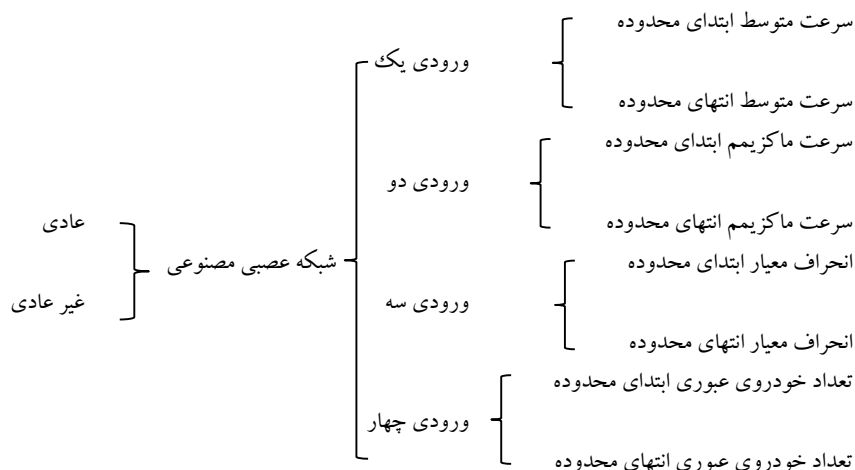 سرعت متوسط ابتدای محدوده
ورودی یک
سرعت متوسط انتهای محدوده
سرعت ماکزیمم ابتدای محدوده
ورودی دو
سرعت ماکزیمم انتهای محدوده
عادی
شبکه عصبی مصنوعی
انحراف معیار ابتدای محدوده
غیر عادی
ورودی سه
انحراف معیار انتهای محدوده
تعداد خودروی عبوری ابتدای محدوده
ورودی چهار
تعداد خودروی عبوری انتهای محدوده